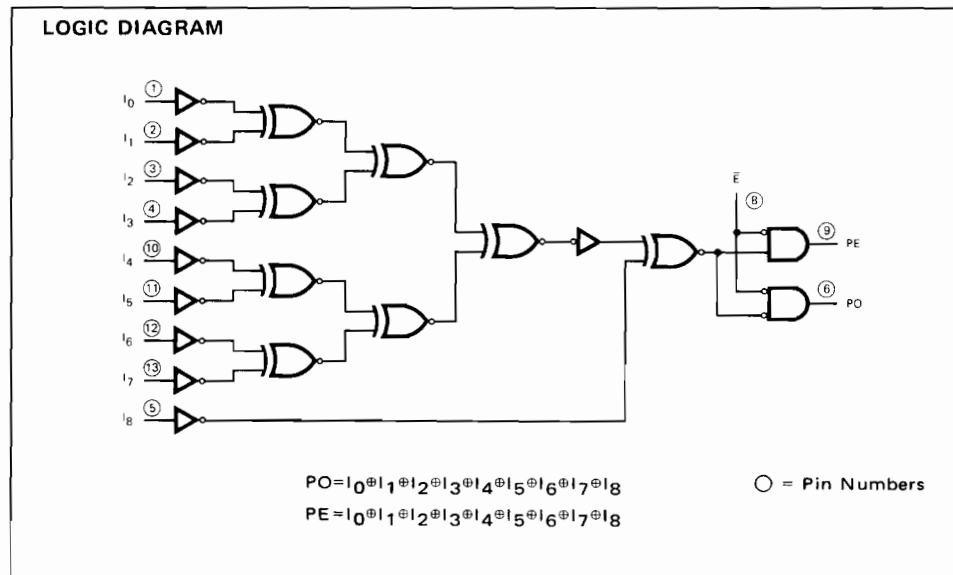 LOGIC DIAGRAM
I0 1
I1 2
I2 3
I3 4
I4 10
I5 11
I6 12
I7 13
I8 5
E̅
8
9 PE
6 PO
PO=I0⊕I1⊕I2⊕I3⊕I4⊕I5⊕I6⊕I7⊕I8
PE=I0⊕I1⊕I2⊕I3⊕I4⊕I5⊕I6⊕I7⊕I8
○ = Pin Numbers